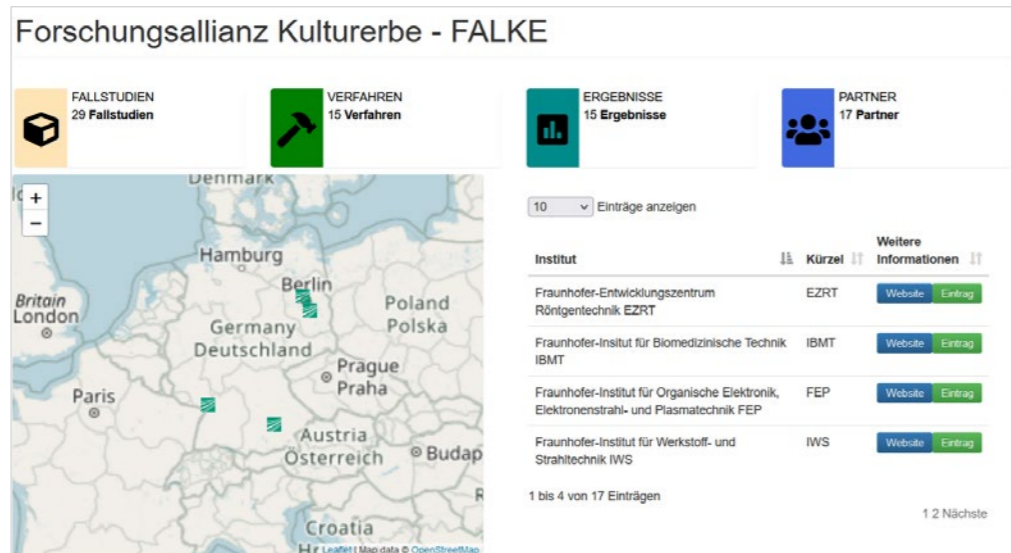 Forschungsallianz Kulturerbe - FALKE
FALLSTUDIEN
29 Fallstudien
VERFAHREN
15 Verfahren
ERGEBNISSE
15 Ergebnisse
PARTNER
17 Partner
+
−
Denmark
Hamburg
Berlin
Britain
London
Poland
Polska
Germany
Deutschland
Prague
Praha
Paris
Austria
Österreich
Budap
Croatia
Hr
Leaflet | Map data © OpenStreetMap
10 Einträge anzeigen
Institut Kürzel Weitere Informationen
Fraunhofer-Entwicklungszentrum
Röntgentechnik EZRT
EZRT Website Eintrag
Fraunhofer-Insitut für Biomedizinische Technik
IBMT
IBMT Website Eintrag
Fraunhofer-Institut für Organische Elektronik,
Elektronenstrahl- und Plasmatechnik FEP
FEP Website Eintrag
Fraunhofer-Institut für Werkstoff- und
Strahltechnik IWS
IWS Website Eintrag
1 bis 4 von 17 Einträgen
1 2 Nächste